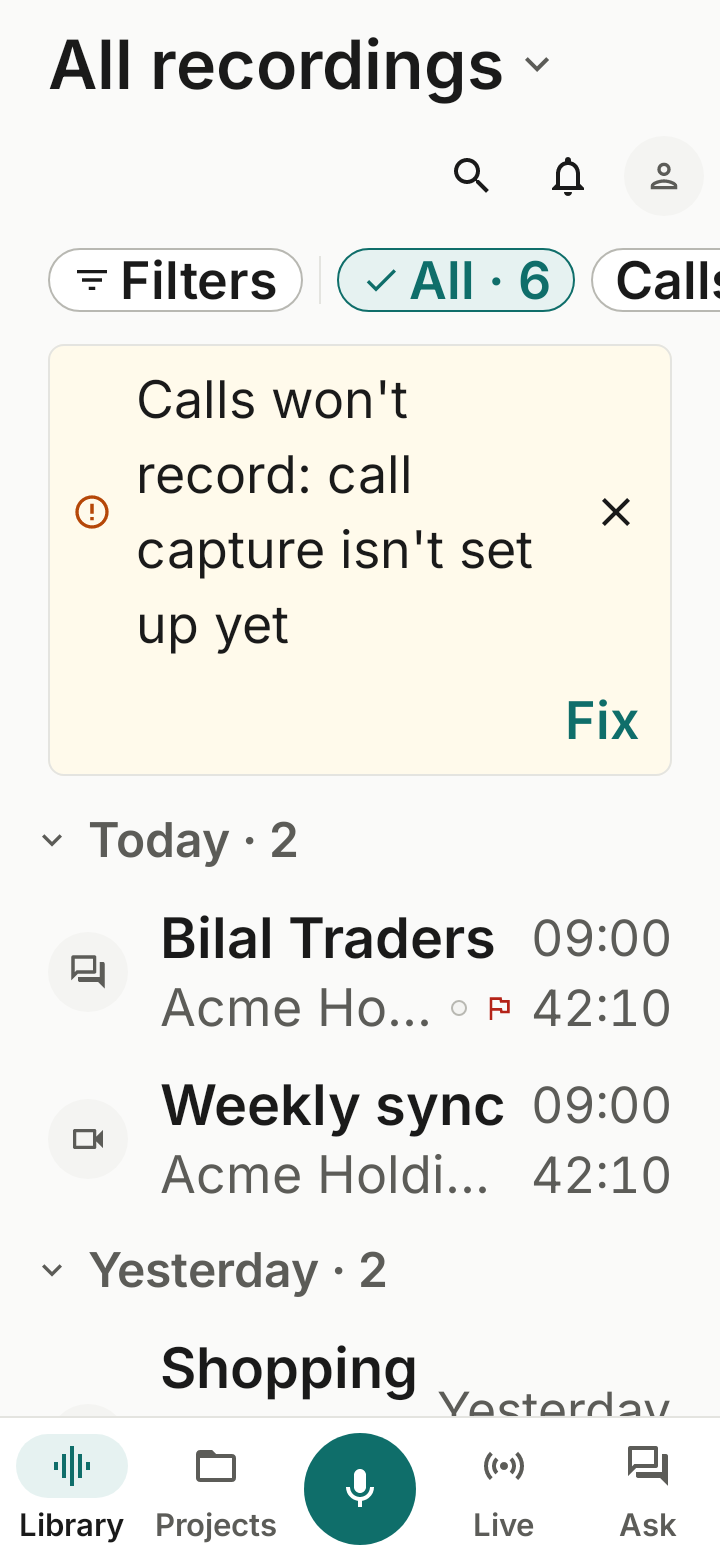 All recordings
Filters
All · 6
Calls
Calls won't
record: call
capture isn't set
up yet
Fix
Today · 2
Bilal Traders 09:00
Acme Ho... 42:10
Weekly sync 09:00
Acme Holdi... 42:10
Yesterday · 2
Shopping
Yesterday
Library
Projects
Live
Ask